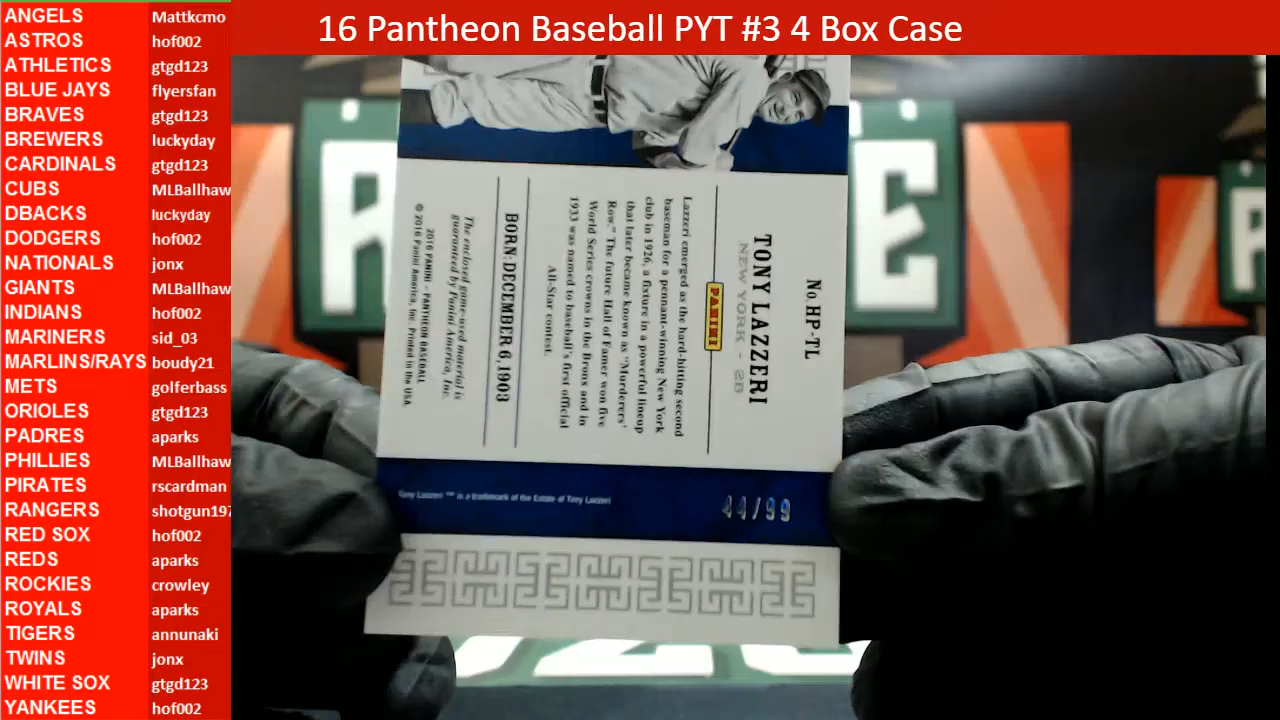 16 Pantheon Baseball PYT #3 4 Box Case
ANGELS Mattkcmo
ASTROS hof002
ATHLETICS gtgd123
BLUE JAYS flyersfan
BRAVES gtgd123
BREWERS luckyday
CARDINALS gtgd123
CUBS MLBallhaw
DBACKS luckyday
DODGERS hof002
NATIONALS jonx
GIANTS MLBallhaw
INDIANS hof002
MARINERS sid_03
MARLINS/RAYS boudy21
METS golferbass
ORIOLES gtgd123
PADRES aparks
PHILLIES MLBallhaw
PIRATES rscardman
RANGERS shotgun197
RED SOX hof002
REDS aparks
ROCKIES crowley
ROYALS aparks
TIGERS annunaki
TWINS jonx
WHITE SOX gtgd123
YANKEES hof002
No. HP-TL
TONY LAZZERI
NEW YORK - 2B
PANINI
Lazzeri emerged as the hard-hitting second
baseman for a pennant-winning New York
club in 1926, a fixture in a powerful lineup
that later became known as "Murderers'
Row." The future Hall of Famer won five
World Series crowns in the Bronx and in
1933 was named to baseball's first official
All-Star contest.
BORN: DECEMBER 6, 1903
The enclosed game-used material is
guaranteed by Panini America, Inc.
2016 PANINI - PANTHEON BASEBALL
© 2016 Panini America, Inc. Printed in the USA.
Tony Lazzeri ™ is a trademark of the Estate of Tony Lazzeri
44/99